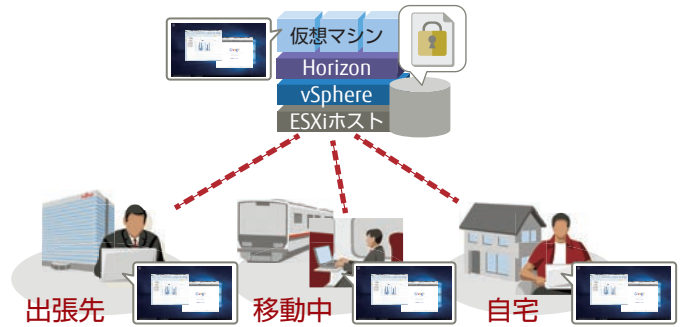 仮想マシン
Horizon
vSphere
ESXiホスト
出張先
移動中
自宅